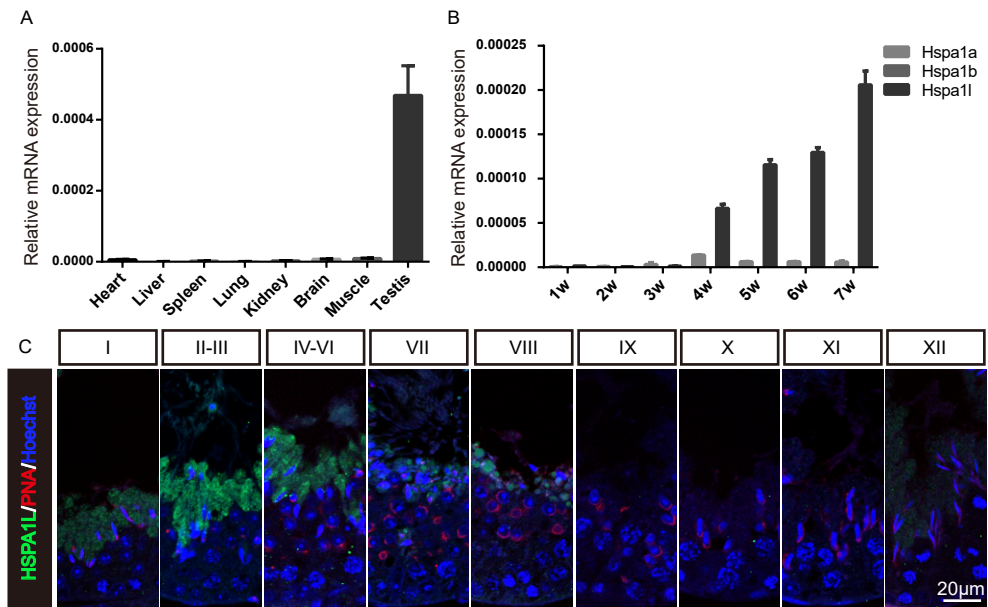 A
Relative mRNA expression
0.0006
0.0004
0.0002
0.0000
Heart
Liver
Spleen
Lung
Kidney
Brain
Muscle
Testis
B
Relative mRNA expression
0.00025
0.00020
0.00015
0.00010
0.00005
0.00000
1w
2w
3w
4w
5w
6w
7w
Hspa1a
Hspa1b
Hspa1l
C
I
II-III
IV-VI
VII
VIII
IX
X
XI
XII
HSPA1L/PNA/Hoechst
20μm